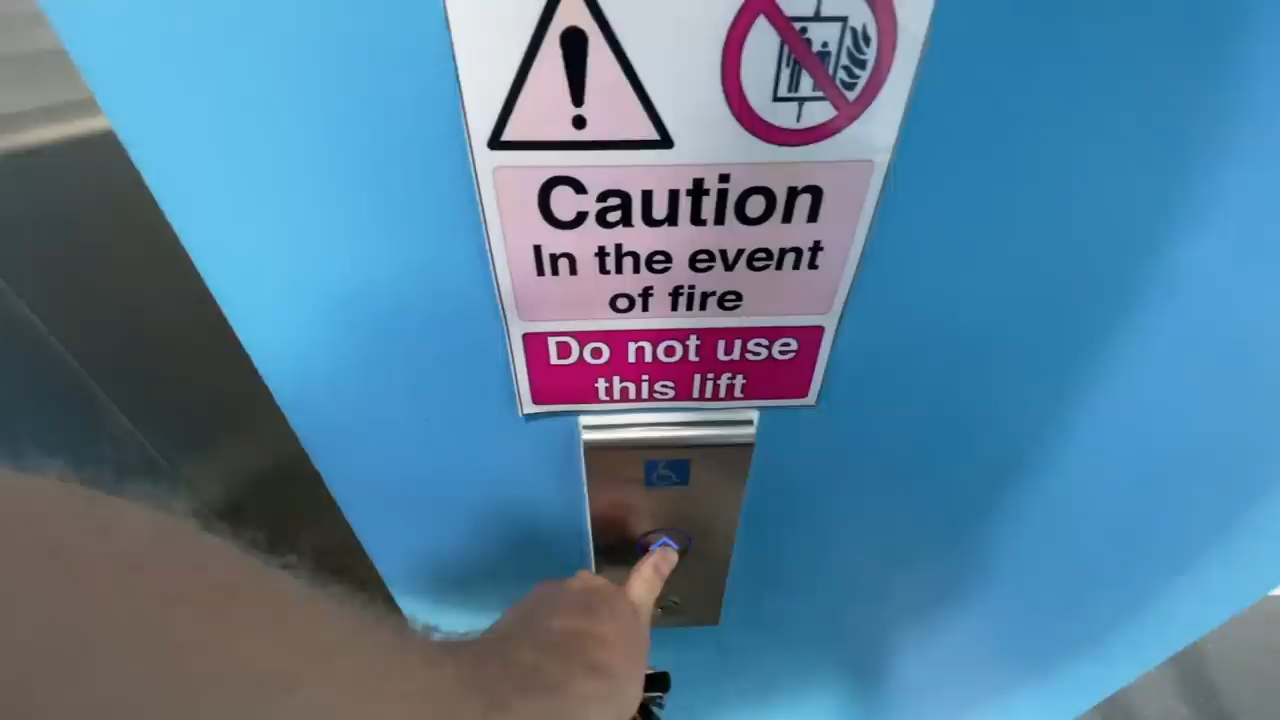 Caution
In the event
of fire
Do not use
this lift